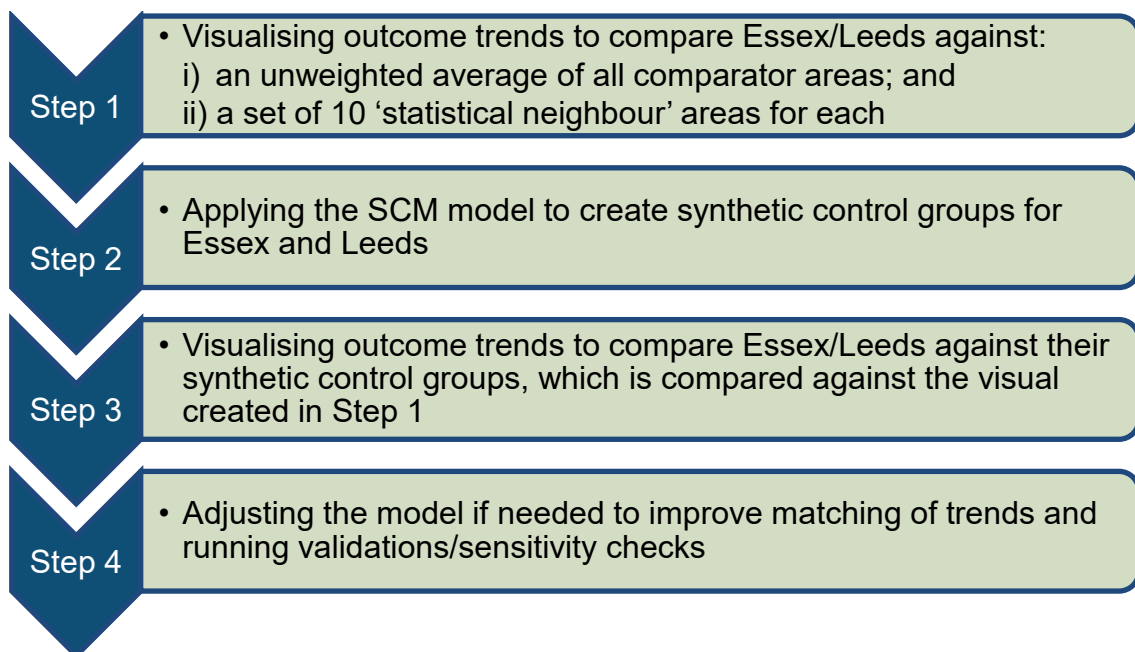 Step 1
• Visualising outcome trends to compare Essex/Leeds against:
i) an unweighted average of all comparator areas; and
ii) a set of 10 ‘statistical neighbour’ areas for each
Step 2
• Applying the SCM model to create synthetic control groups for
Essex and Leeds
Step 3
• Visualising outcome trends to compare Essex/Leeds against their
synthetic control groups, which is compared against the visual
created in Step 1
Step 4
• Adjusting the model if needed to improve matching of trends and
running validations/sensitivity checks